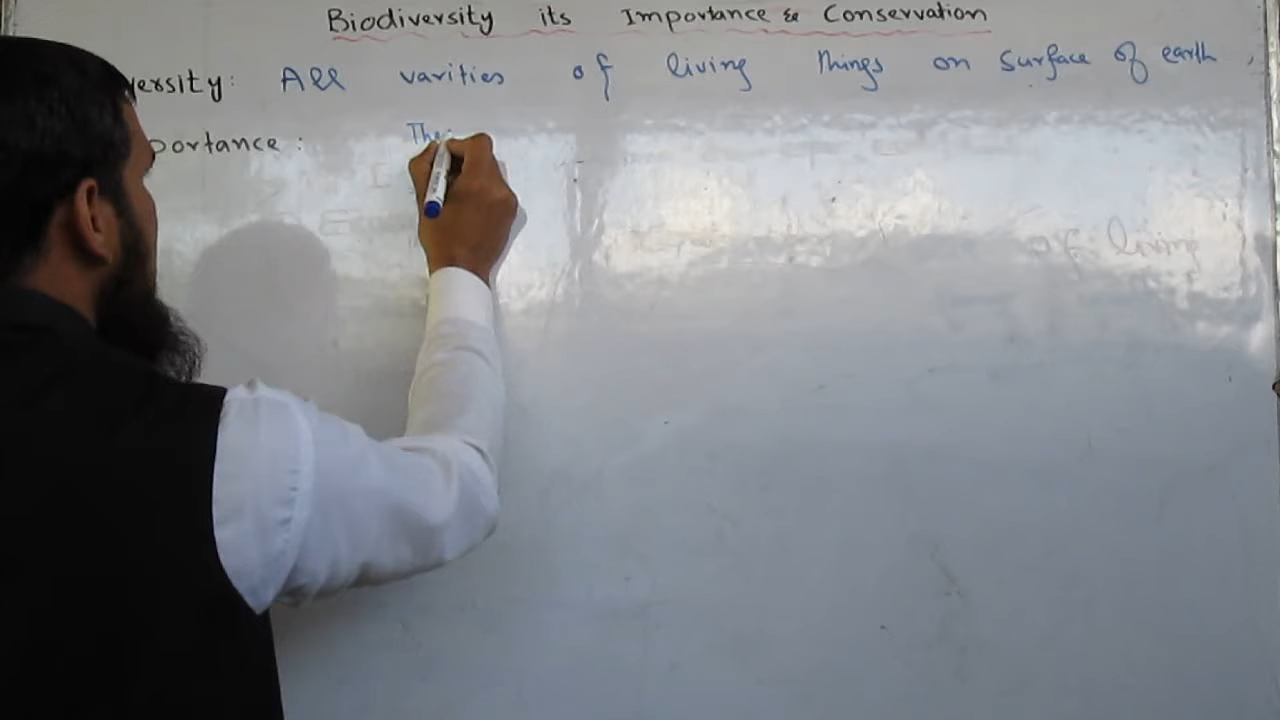 Biodiversity its Importance & Conservation
versity: All varities of living things on surface of earth,
portance: The
of living